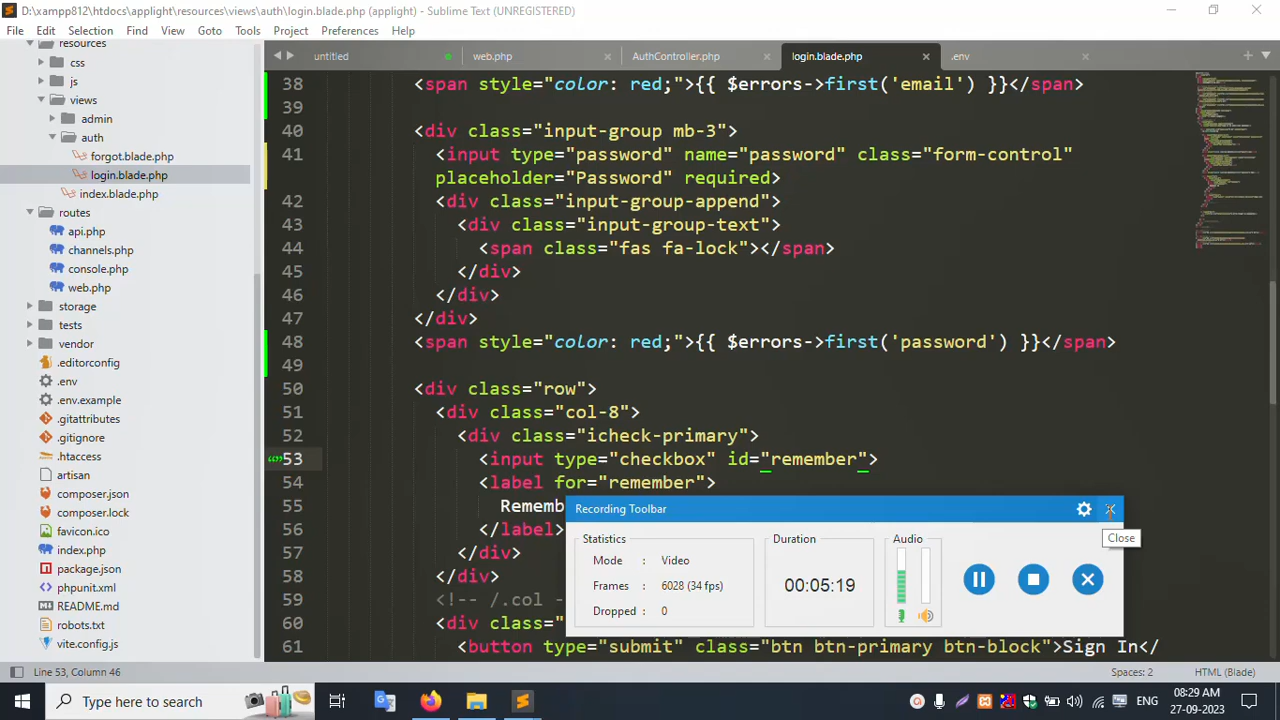 D:\xampp812\htdocs\applight\resources\views\auth\login.blade.php (applight) - Sublime Text (UNREGISTERED)
File Edit Selection Find View Goto Tools Project Preferences Help
resources
css
js
views
admin
auth
forgot.blade.php
login.blade.php
index.blade.php
routes
api.php
channels.php
console.php
web.php
storage
tests
vendor
.editorconfig
.env
.env.example
.gitattributes
.gitignore
.htaccess
artisan
composer.json
composer.lock
favicon.ico
index.php
package.json
phpunit.xml
README.md
robots.txt
vite.config.js
untitled web.php AuthController.php login.blade.php .env
38 <span style="color: red;">{{ $errors->first('email') }}</span>
39
40 <div class="input-group mb-3">
41 <input type="password" name="password" class="form-control"
placeholder="Password" required>
42 <div class="input-group-append">
43 <div class="input-group-text">
44 <span class="fas fa-lock"></span>
45 </div>
46 </div>
47 </div>
48 <span style="color: red;">{{ $errors->first('password') }}</span>
49
50 <div class="row">
51 <div class="col-8">
52 <div class="icheck-primary">
53 <input type="checkbox" id="remember">
54 <label for="remember">
55 Rememb
56 </label>
57 </div>
58 </div>
59 <!-- /.col -
60 <div class="
61 <button type="submit" class="btn btn-primary btn-block">Sign In</
Recording Toolbar
Close
Statistics
Mode : Video
Frames : 6028 (34 fps)
Dropped : 0
Duration
00:05:19
Audio
Line 53, Column 46
Spaces: 2
HTML (Blade)
Type here to search
ENG
08:29 AM
27-09-2023